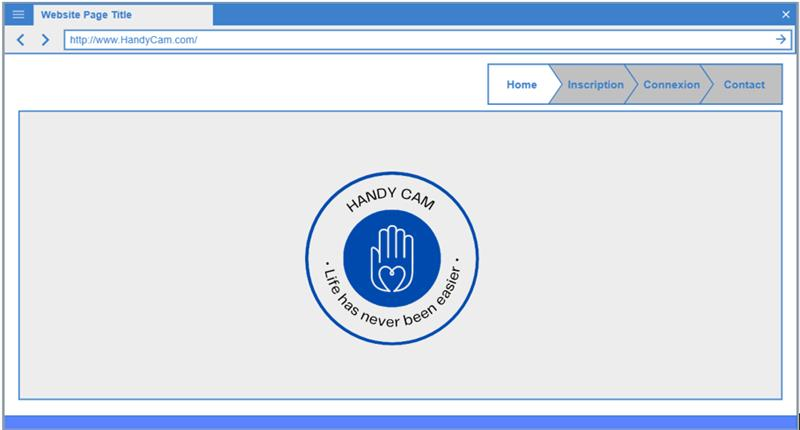 Website Page Title
http://www.HandyCam.com/
Home Inscription Connexion Contact
HANDY CAM
• Life has never been easier •